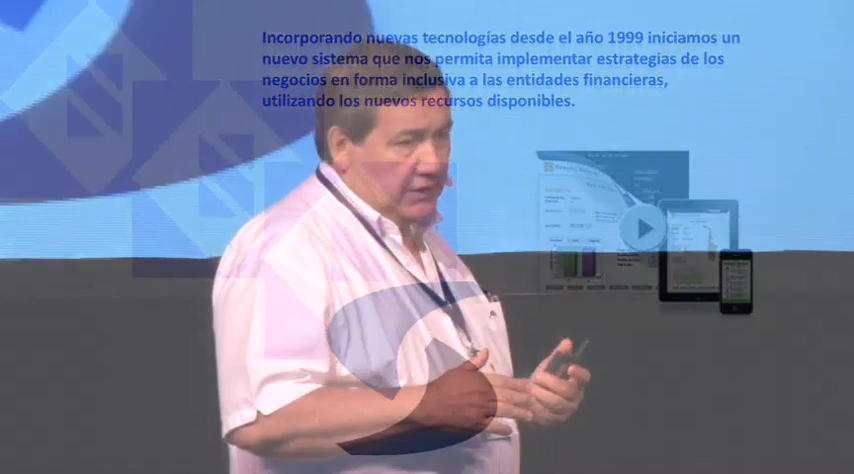 Incorporando nuevas tecnologías desde el año 1999 iniciamos un
nuevo sistema que nos permita implementar estrategias de los
negocios en forma inclusiva a las entidades financieras,
utilizando los nuevos recursos disponibles.